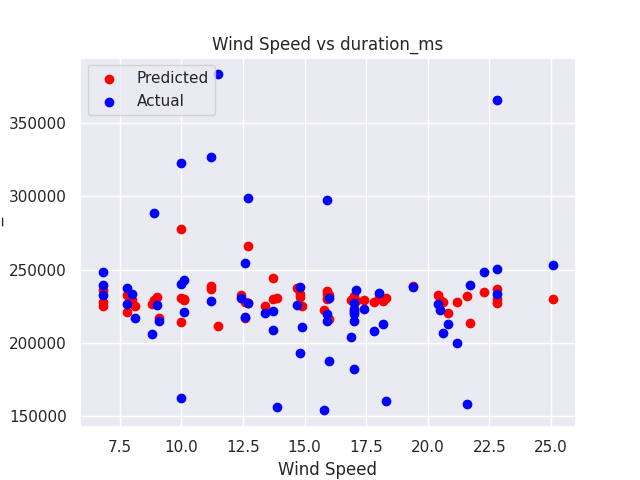 Wind Speed vs duration_ms
Predicted
Actual
350000
300000
250000
200000
150000
7.5 10.0 12.5 15.0 17.5 20.0 22.5 25.0
Wind Speed